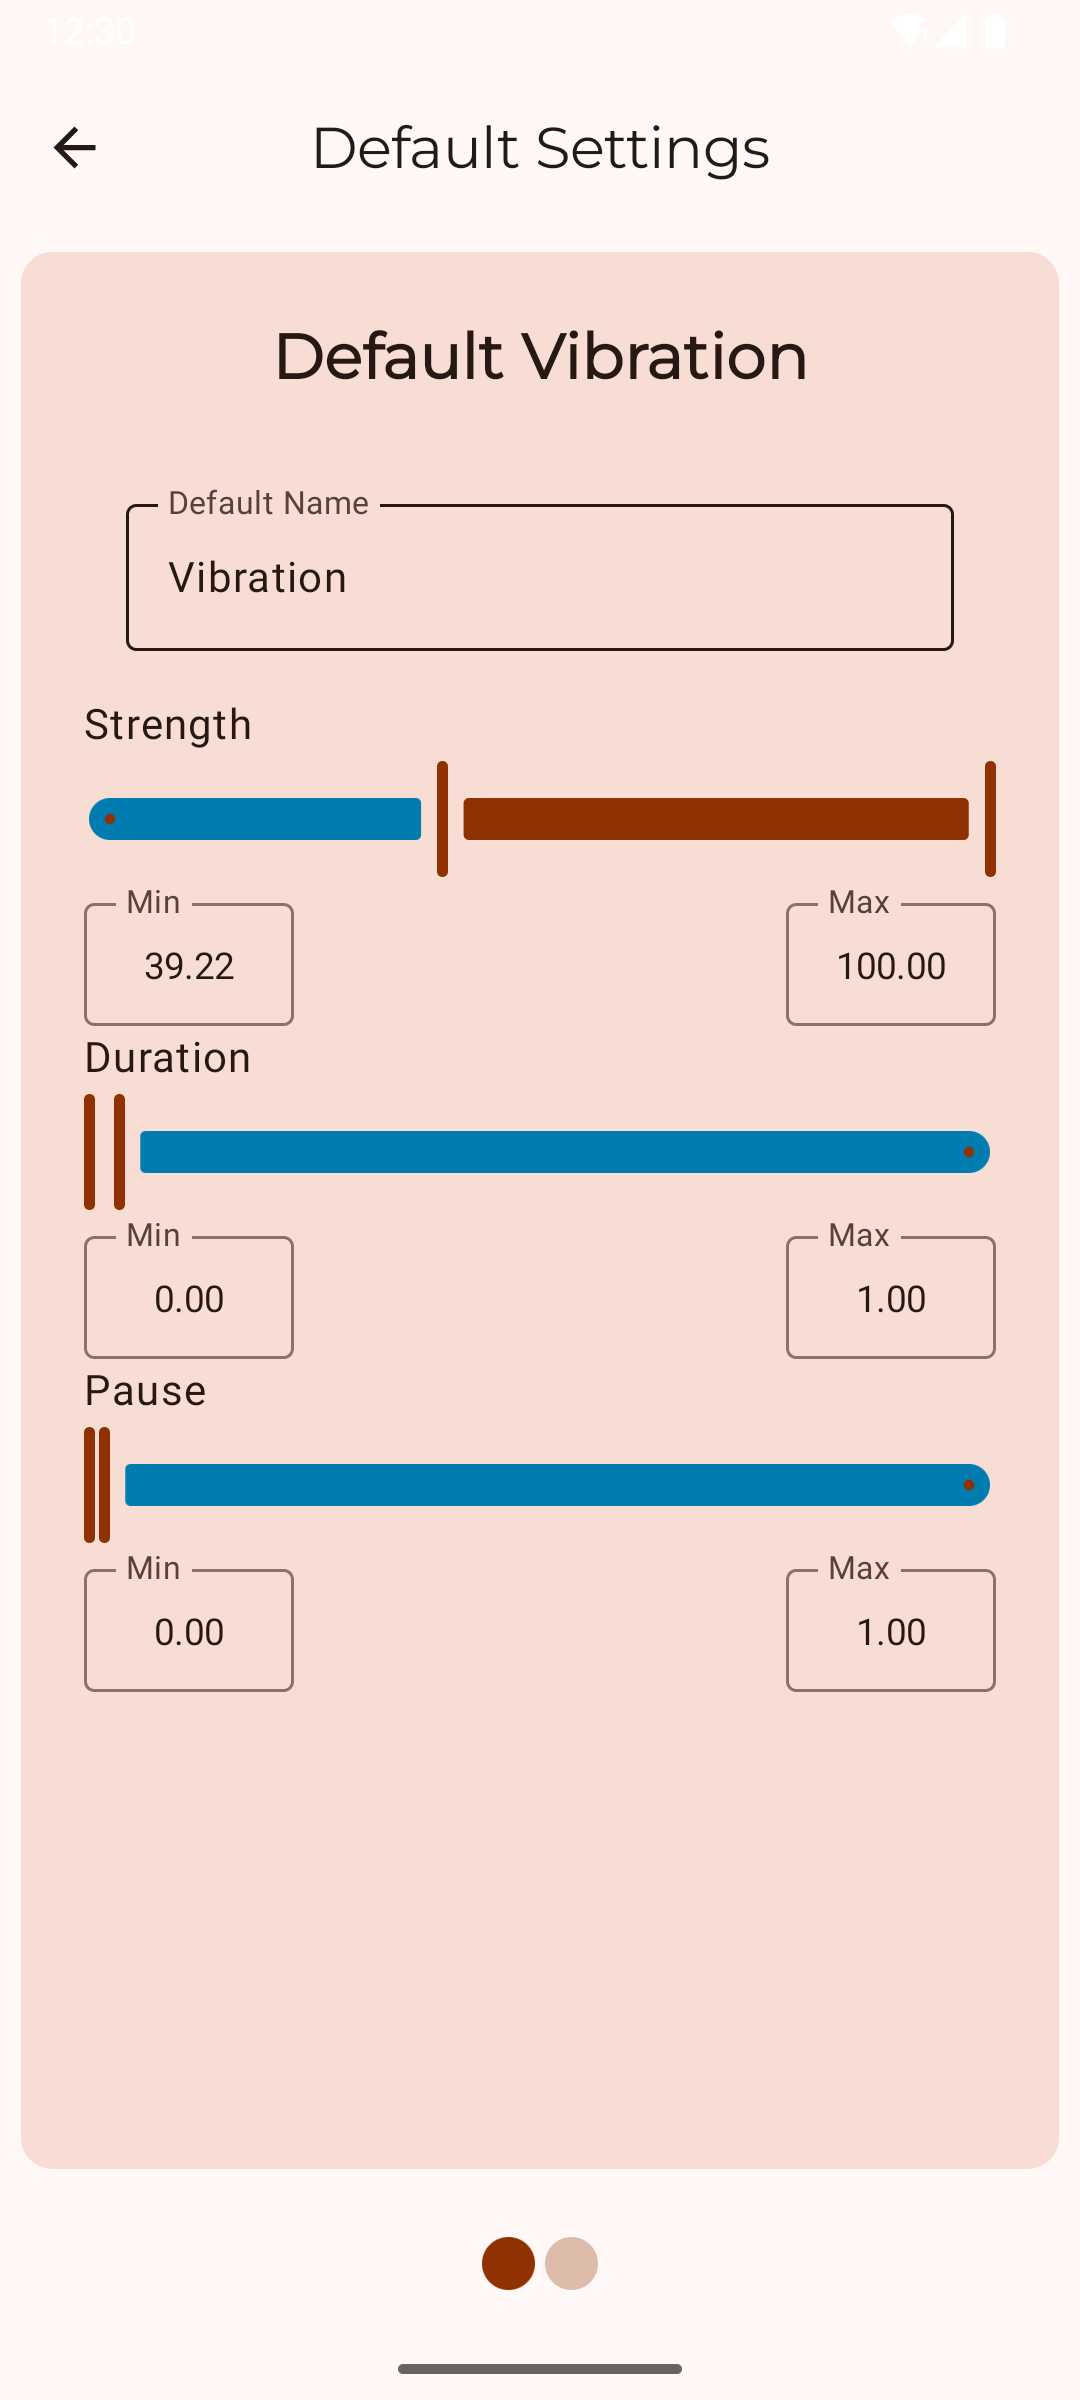 12:30
Default Settings
Default Vibration
Default Name
Vibration
Strength
Min
Max
39.22
100.00
Duration
Min
Max
0.00
1.00
Pause
Min
Max
0.00
1.00